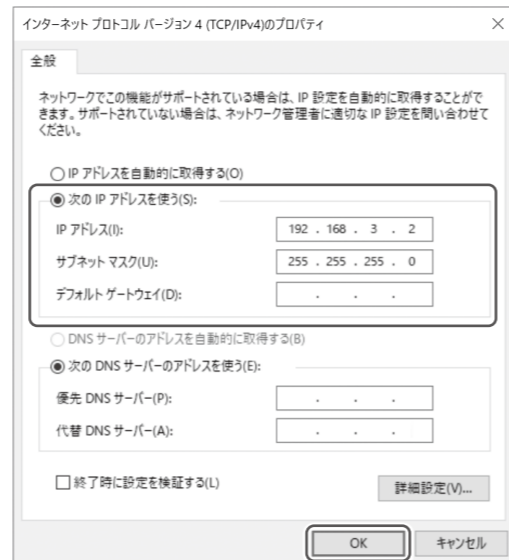 インターネット プロトコル バージョン 4 (TCP/IPv4)のプロパティ
全般
ネットワークでこの機能がサポートされている場合は、IP 設定を自動的に取得することがで
きます。サポートされていない場合は、ネットワーク管理者に適切な IP 設定を問い合わせて
ください。
IP アドレスを自動的に取得する(O)
次の IP アドレスを使う(S):
IP アドレス(I): 192 . 168 . 3 . 2
サブネット マスク(U): 255 . 255 . 255 . 0
デフォルト ゲートウェイ(D): . . .
DNS サーバーのアドレスを自動的に取得する(B)
次の DNS サーバーのアドレスを使う(E):
優先 DNS サーバー(P): . . .
代替 DNS サーバー(A): . . .
終了時に設定を検証する(L) 詳細設定(V)...
OK キャンセル